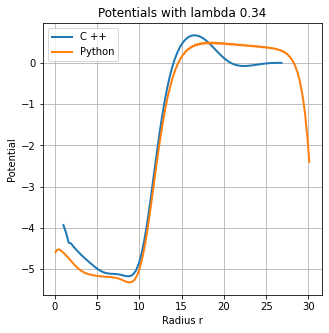 Potentials with lambda 0.34
C ++
Python
0
−1
−2
−3
−4
−5
Potential
0 5 10 15 20 25 30
Radius r